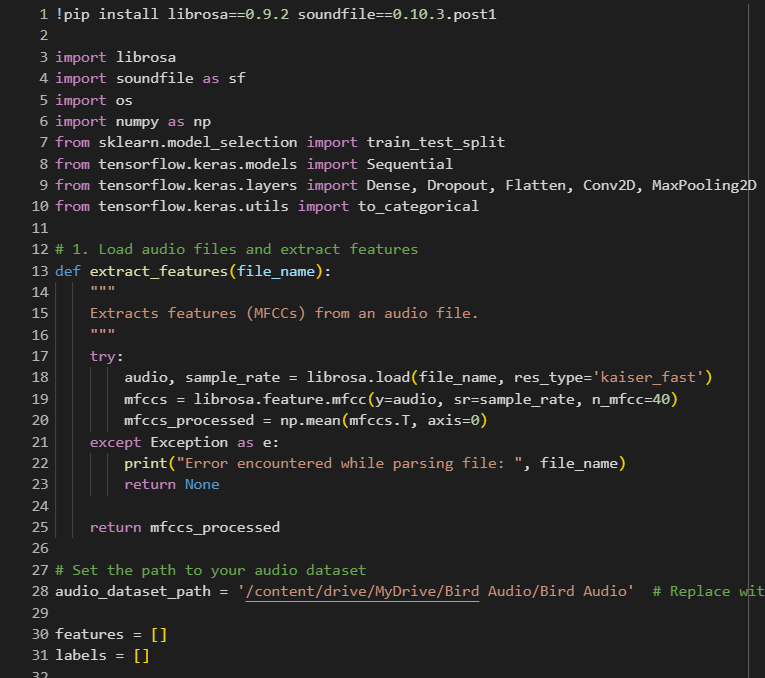 1 !pip install librosa==0.9.2 soundfile==0.10.3.post1
2
3 import librosa
4 import soundfile as sf
5 import os
6 import numpy as np
7 from sklearn.model_selection import train_test_split
8 from tensorflow.keras.models import Sequential
9 from tensorflow.keras.layers import Dense, Dropout, Flatten, Conv2D, MaxPooling2D
10 from tensorflow.keras.utils import to_categorical
11
12 # 1. Load audio files and extract features
13 def extract_features(file_name):
14     """
15     Extracts features (MFCCs) from an audio file.
16     """
17     try:
18         audio, sample_rate = librosa.load(file_name, res_type='kaiser_fast')
19         mfccs = librosa.feature.mfcc(y=audio, sr=sample_rate, n_mfcc=40)
20         mfccs_processed = np.mean(mfccs.T, axis=0)
21     except Exception as e:
22         print("Error encountered while parsing file: ", file_name)
23         return None
24
25     return mfccs_processed
26
27 # Set the path to your audio dataset
28 audio_dataset_path = '/content/drive/MyDrive/Bird Audio/Bird Audio'  # Replace wit
29
30 features = []
31 labels = []
32